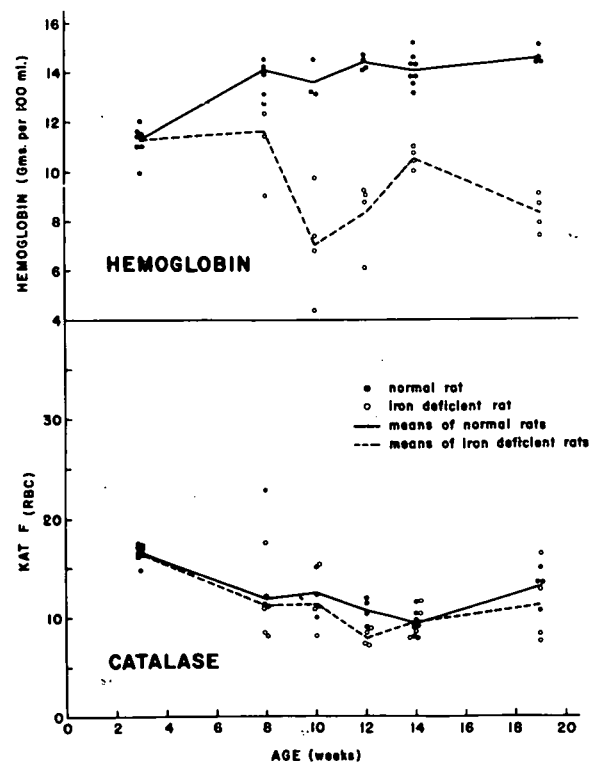 16
14
12
10
8
6
4
HEMOGLOBIN (Gms. per 100 ml.)
HEMOGLOBIN
normal rat
iron deficient rat
means of normal rats
means of iron deficient rats
30
20
10
0
KAT F (RBC)
CATALASE
0 2 4 6 8 10 12 14 16 18 20
AGE (weeks)